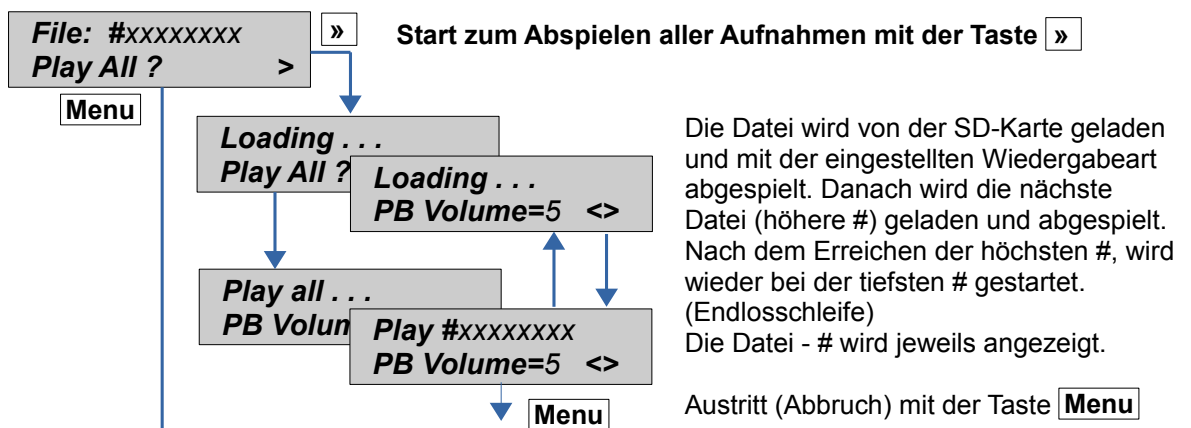 File: #xxxxxxxx
Play All ? >
»
Start zum Abspielen aller Aufnahmen mit der Taste »
Menu
Loading . . .
Play All ?
Loading . . .
PB Volume=5 <>
Die Datei wird von der SD-Karte geladen
und mit der eingestellten Wiedergabeart
abgespielt. Danach wird die nächste
Datei (höhere #) geladen und abgespielt.
Nach dem Erreichen der höchsten #, wird
wieder bei der tiefsten # gestartet.
(Endlosschleife)
Die Datei - # wird jeweils angezeigt.
Play all . . .
PB Volum
Play #xxxxxxxx
PB Volume=5 <>
Menu
Austritt (Abbruch) mit der Taste Menu